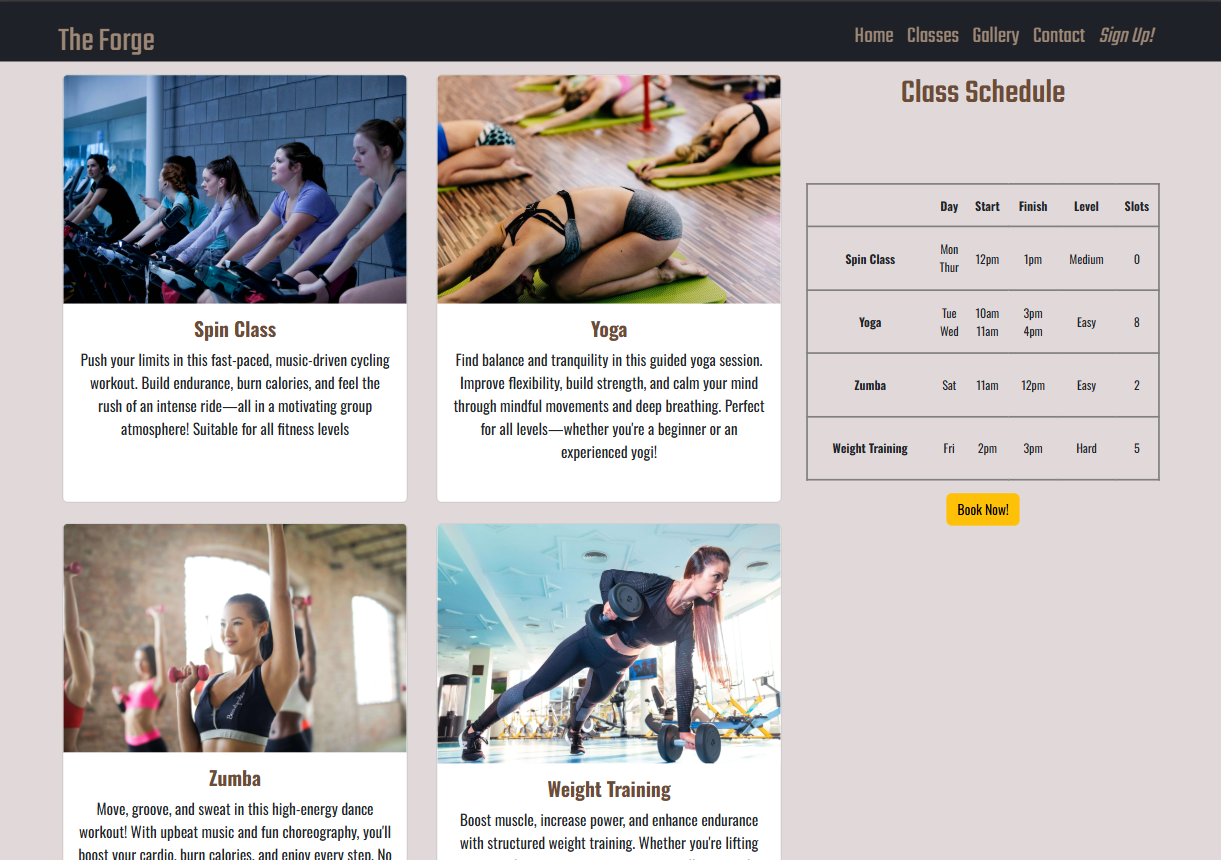 The Forge
Home Classes Gallery Contact Sign Up!
Spin Class
Push your limits in this fast-paced, music-driven cycling
workout. Build endurance, burn calories, and feel the
rush of an intense ride—all in a motivating group
atmosphere! Suitable for all fitness levels
Yoga
Find balance and tranquility in this guided yoga session.
Improve flexibility, build strength, and calm your mind
through mindful movements and deep breathing. Perfect
for all levels—whether you're a beginner or an
experienced yogi!
Zumba
Move, groove, and sweat in this high-energy dance
workout! With upbeat music and fun choreography, you'll
boost your cardio, burn calories, and enjoy every step. No
Weight Training
Boost muscle, increase power, and enhance endurance
with structured weight training. Whether you're lifting
Class Schedule
Day Start Finish Level Slots
Spin Class Mon Thur 12pm 1pm Medium 0
Yoga Tue Wed 10am 11am 3pm 4pm Easy 8
Zumba Sat 11am 12pm Easy 2
Weight Training Fri 2pm 3pm Hard 5
Book Now!